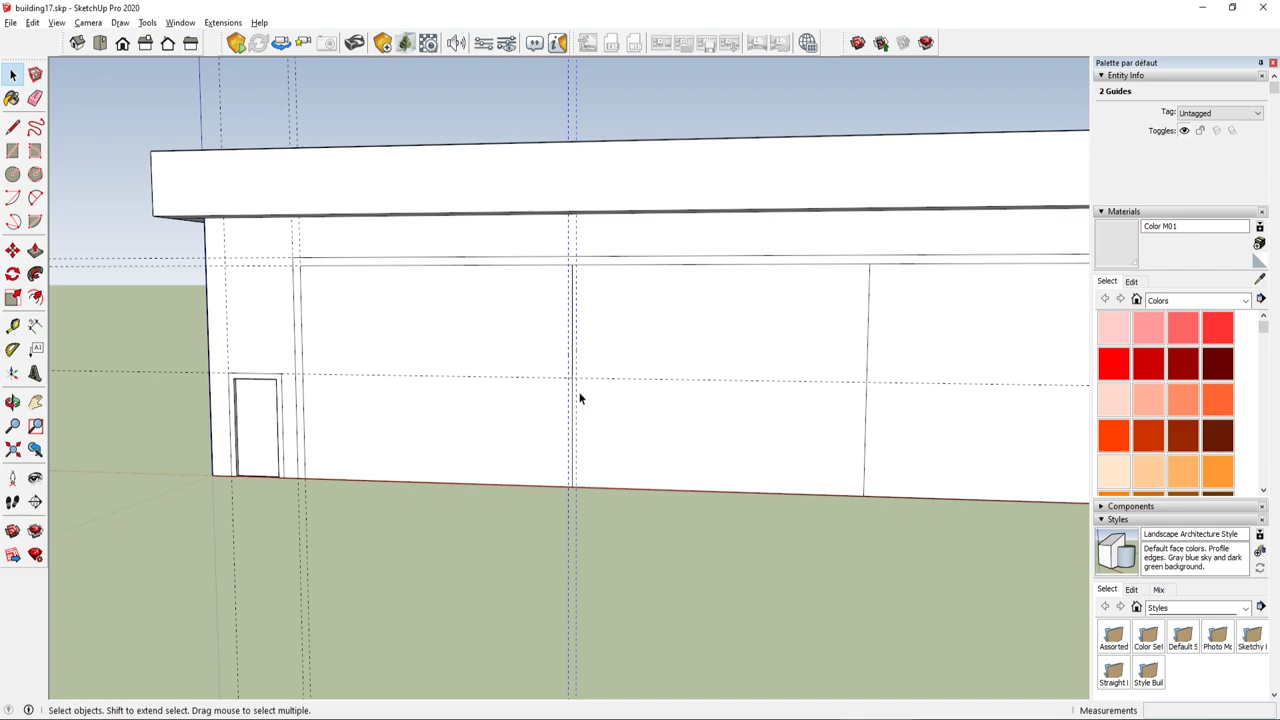 building17.skp - SketchUp Pro 2020
File Edit View Camera Draw Tools Window Extensions Help
Palette par défaut
Entity Info
2 Guides
Tag: Untagged
Toggles:
Materials
Color M01
Select Edit
Colors
Components
Styles
Landscape Architecture Style
Default face colors. Profile
edges. Gray blue sky and dark
green background.
Select Edit Mix
Styles
Assorted Color Set Default S Photo Mo Sketchy I
Straight I Style Buil
Select objects. Shift to extend select. Drag mouse to select multiple.
Measurements